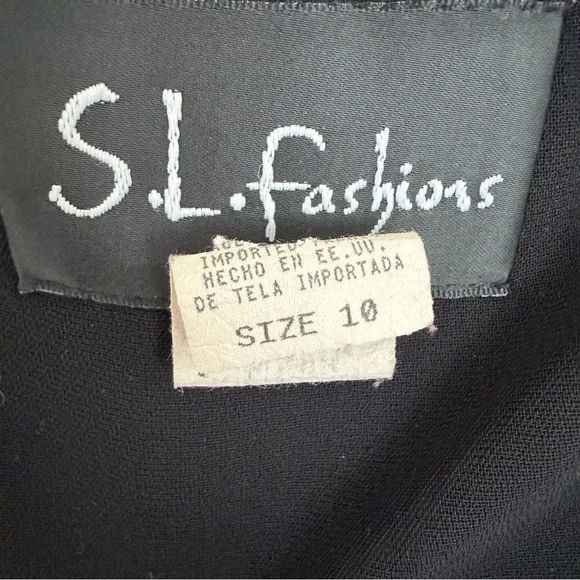 S.L. fashions
IMPORTED
HECHO EN EE.UU.
DE TELA IMPORTADA
SIZE 10